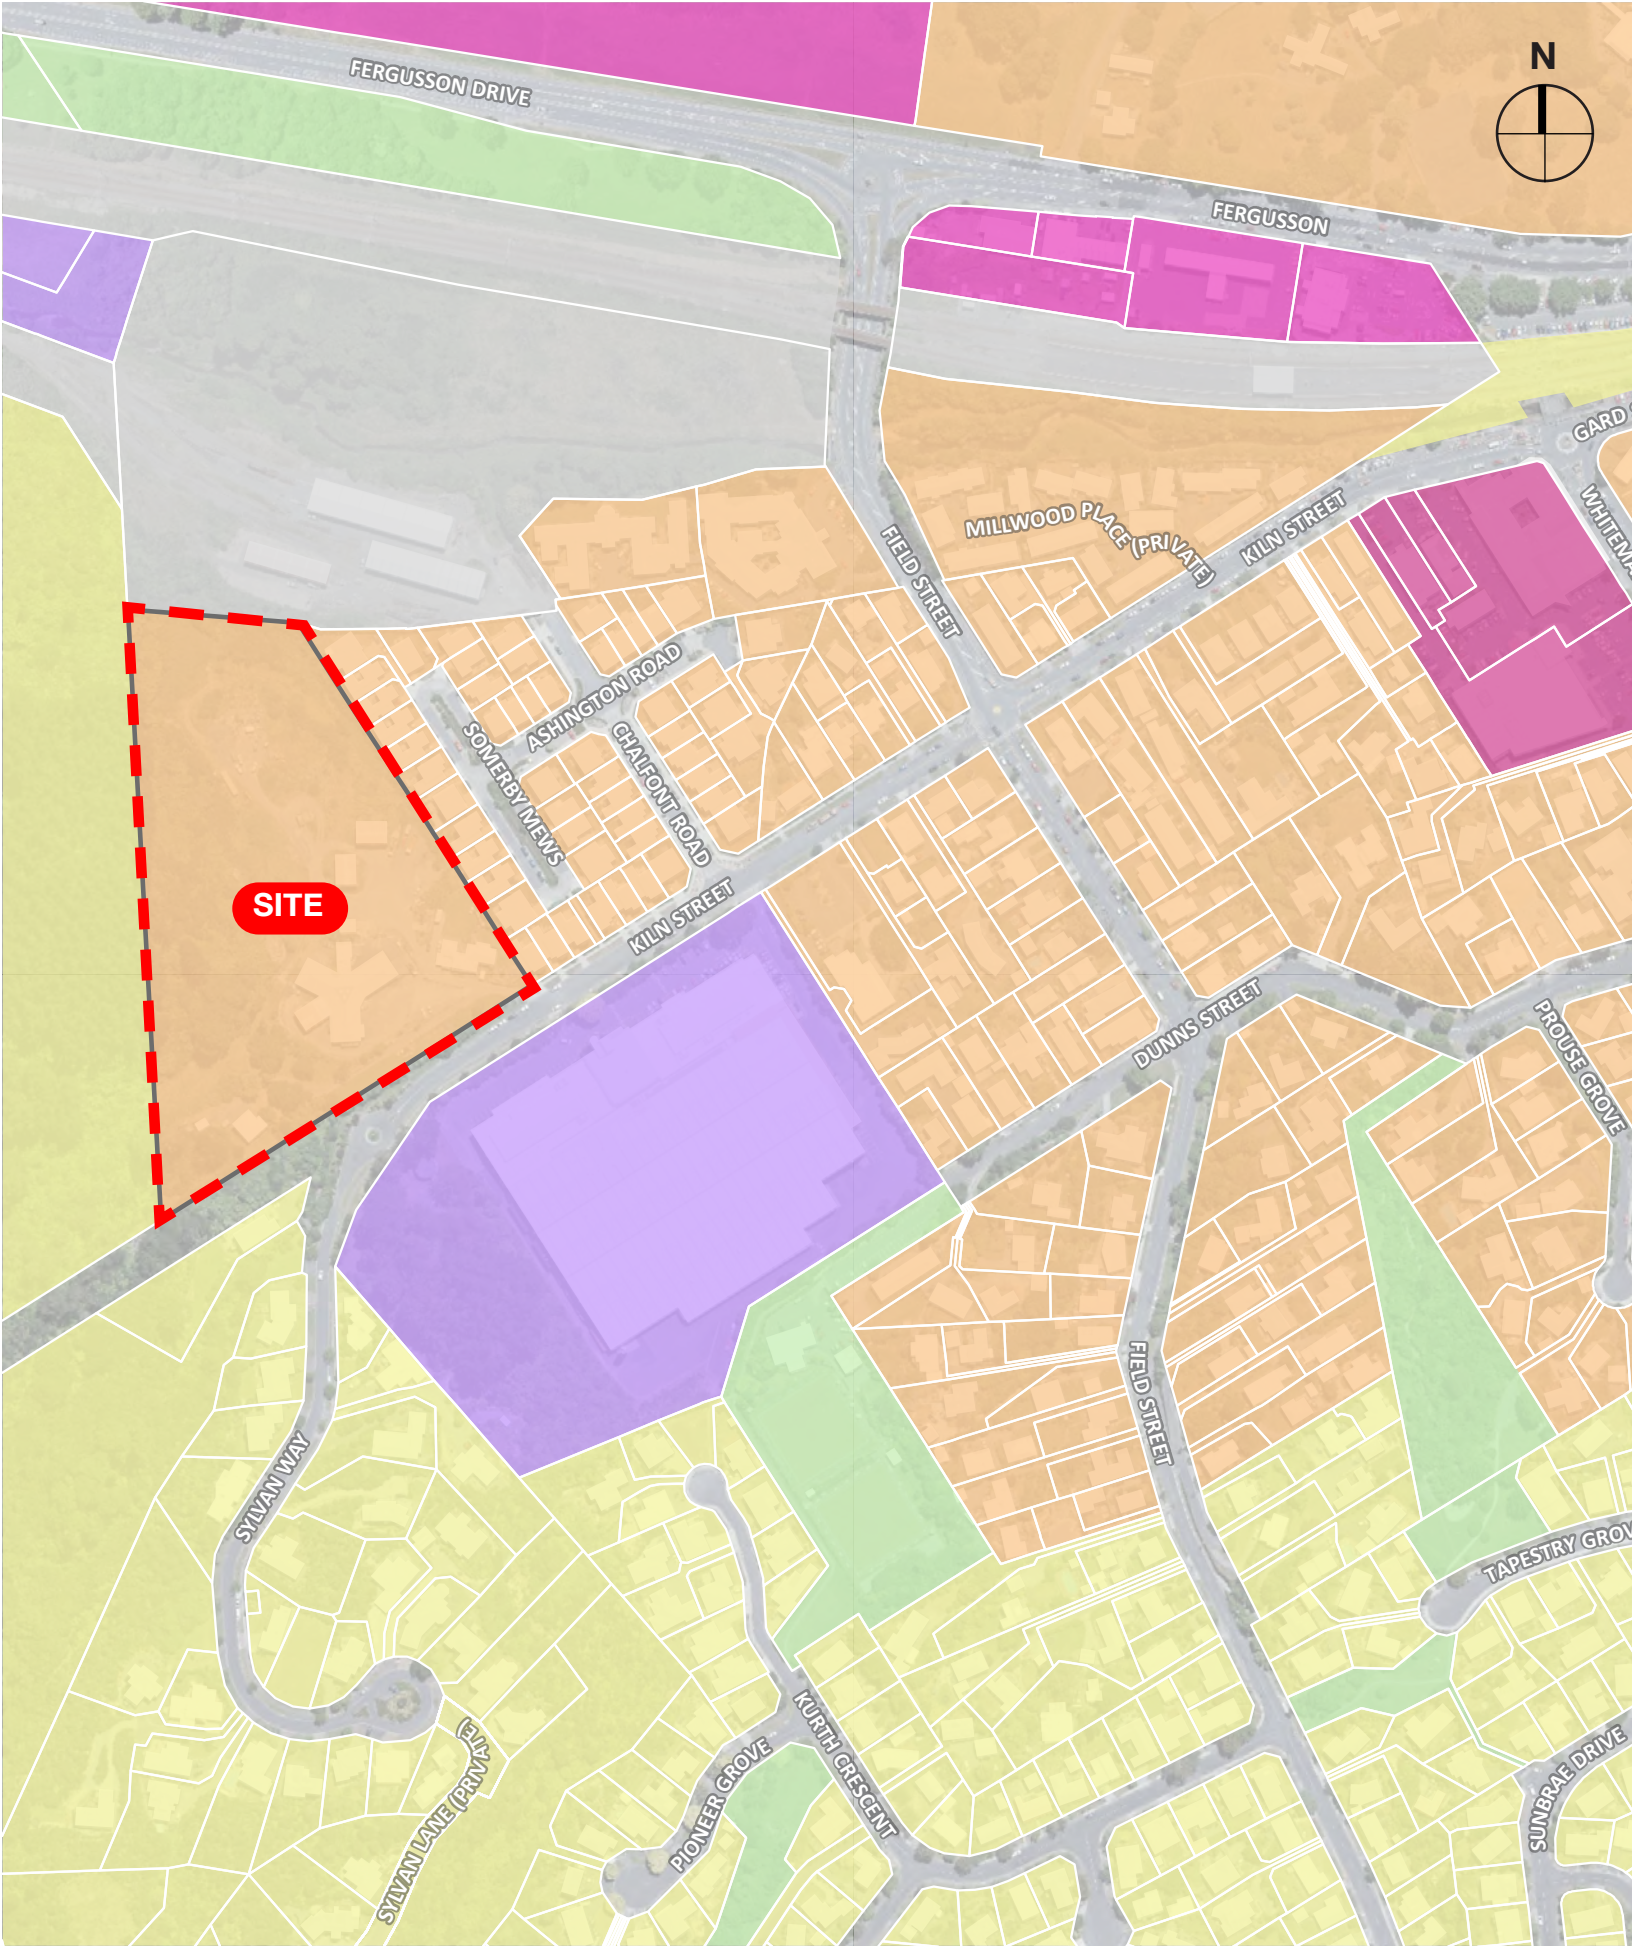 N
FERGUSSON DRIVE
FERGUSSON
GARD
WHITEMA
KILN STREET
MILLWOOD PLACE (PRIVATE)
FIELD STREET
ASHINGTON ROAD
SOMERBY MEWS
CHALFONT ROAD
SITE
KILN STREET
DUNNS STREET
PROUSE GROVE
FIELD STREET
SYLVAN WAY
TAPESTRY GROV
SYLVAN LANE (PRIVATE)
PIONEER GROVE
KURTH CRESCENT
SUNBRAE DRIVE